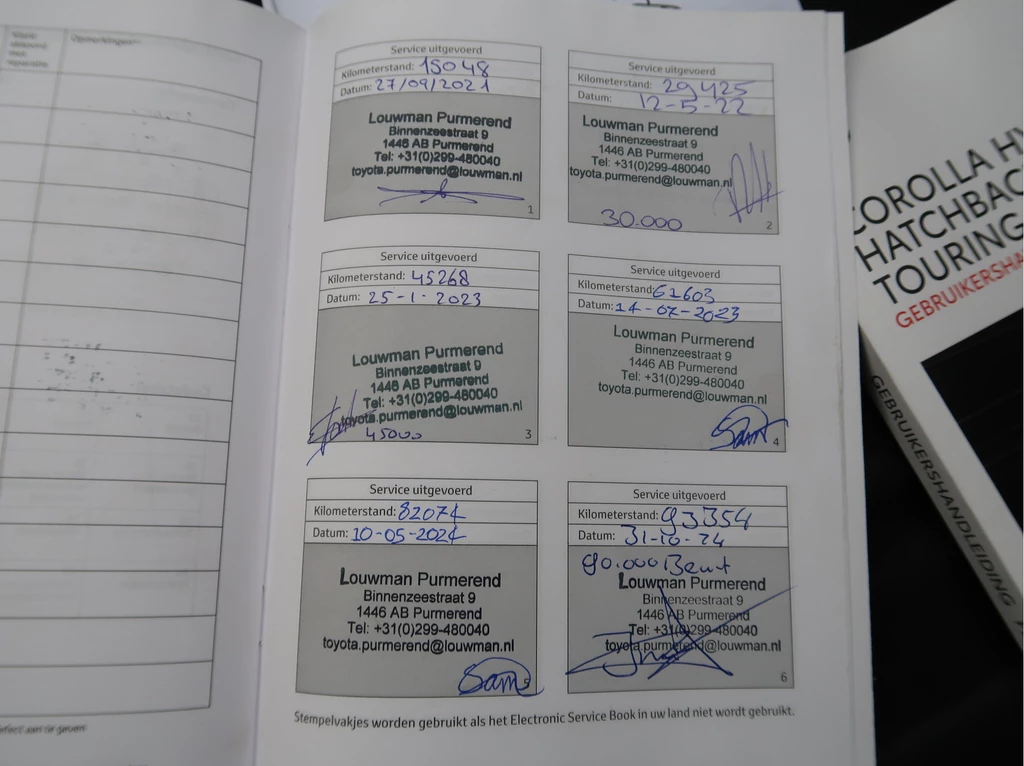 Opmerkingen
Service uitgevoerd
Kilometerstand: 15048
Datum: 27/09/2021
Louwman Purmerend
Binnenzeestraat 9
1446 AB Purmerend
Tel: +31(0)299-480040
toyota.purmerend@louwman.nl
1
Service uitgevoerd
Kilometerstand: 29425
Datum: 12-5-22
Louwman Purmerend
Binnenzeestraat 9
1446 AB Purmerend
Tel: +31(0)299-480040
toyota.purmerend@louwman.nl
30.000
2
Service uitgevoerd
Kilometerstand: 45268
Datum: 25-1-2023
Louwman Purmerend
Binnenzeestraat 9
1446 AB Purmerend
Tel: +31(0)299-480040
toyota.purmerend@louwman.nl
45000
3
Service uitgevoerd
Kilometerstand: 61603
Datum: 14-07-2023
Louwman Purmerend
Binnenzeestraat 9
1446 AB Purmerend
Tel: +31(0)299-480040
toyota.purmerend@louwman.nl
Sam
4
Service uitgevoerd
Kilometerstand: 82074
Datum: 10-05-2024
Louwman Purmerend
Binnenzeestraat 9
1446 AB Purmerend
Tel: +31(0)299-480040
toyota.purmerend@louwman.nl
Sam
5
Service uitgevoerd
Kilometerstand: 93354
Datum: 31-10-24
90.000 Beurt
Louwman Purmerend
Binnenzeestraat 9
1446 AB Purmerend
Tel: +31(0)299-480040
toyota.purmerend@louwman.nl
6
Stempelvakjes worden gebruikt als het Electronic Service Book in uw land niet wordt gebruikt.
COROLLA HY
HATCHBAC
TOURING
GEBRUIKERSHA
GEBRUIKERSHANDLEIDING